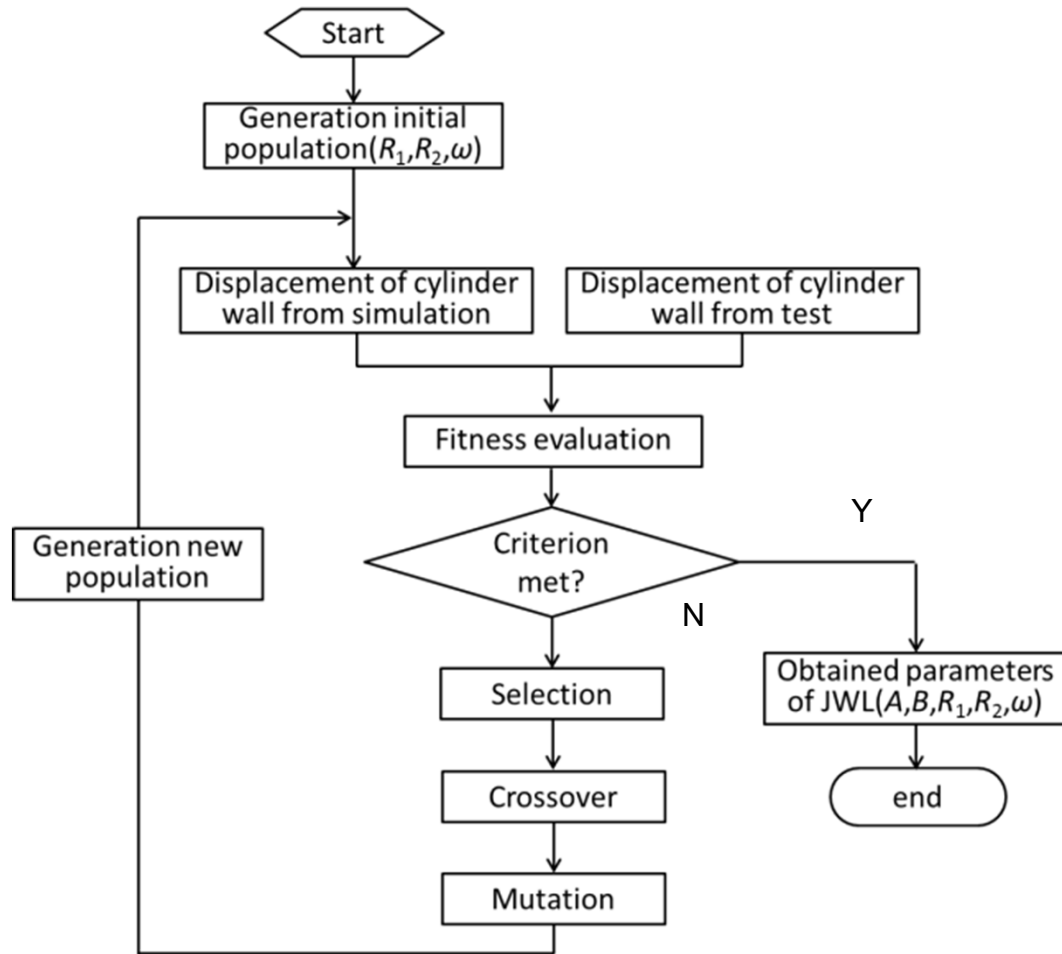 Start
Generation initial
population(R₁,R₂,ω)
Displacement of cylinder
wall from simulation
Displacement of cylinder
wall from test
Fitness evaluation
Y
Criterion
met?
N
Generation new
population
Selection
Obtained parameters
of JWL(A,B,R₁,R₂,ω)
Crossover
end
Mutation